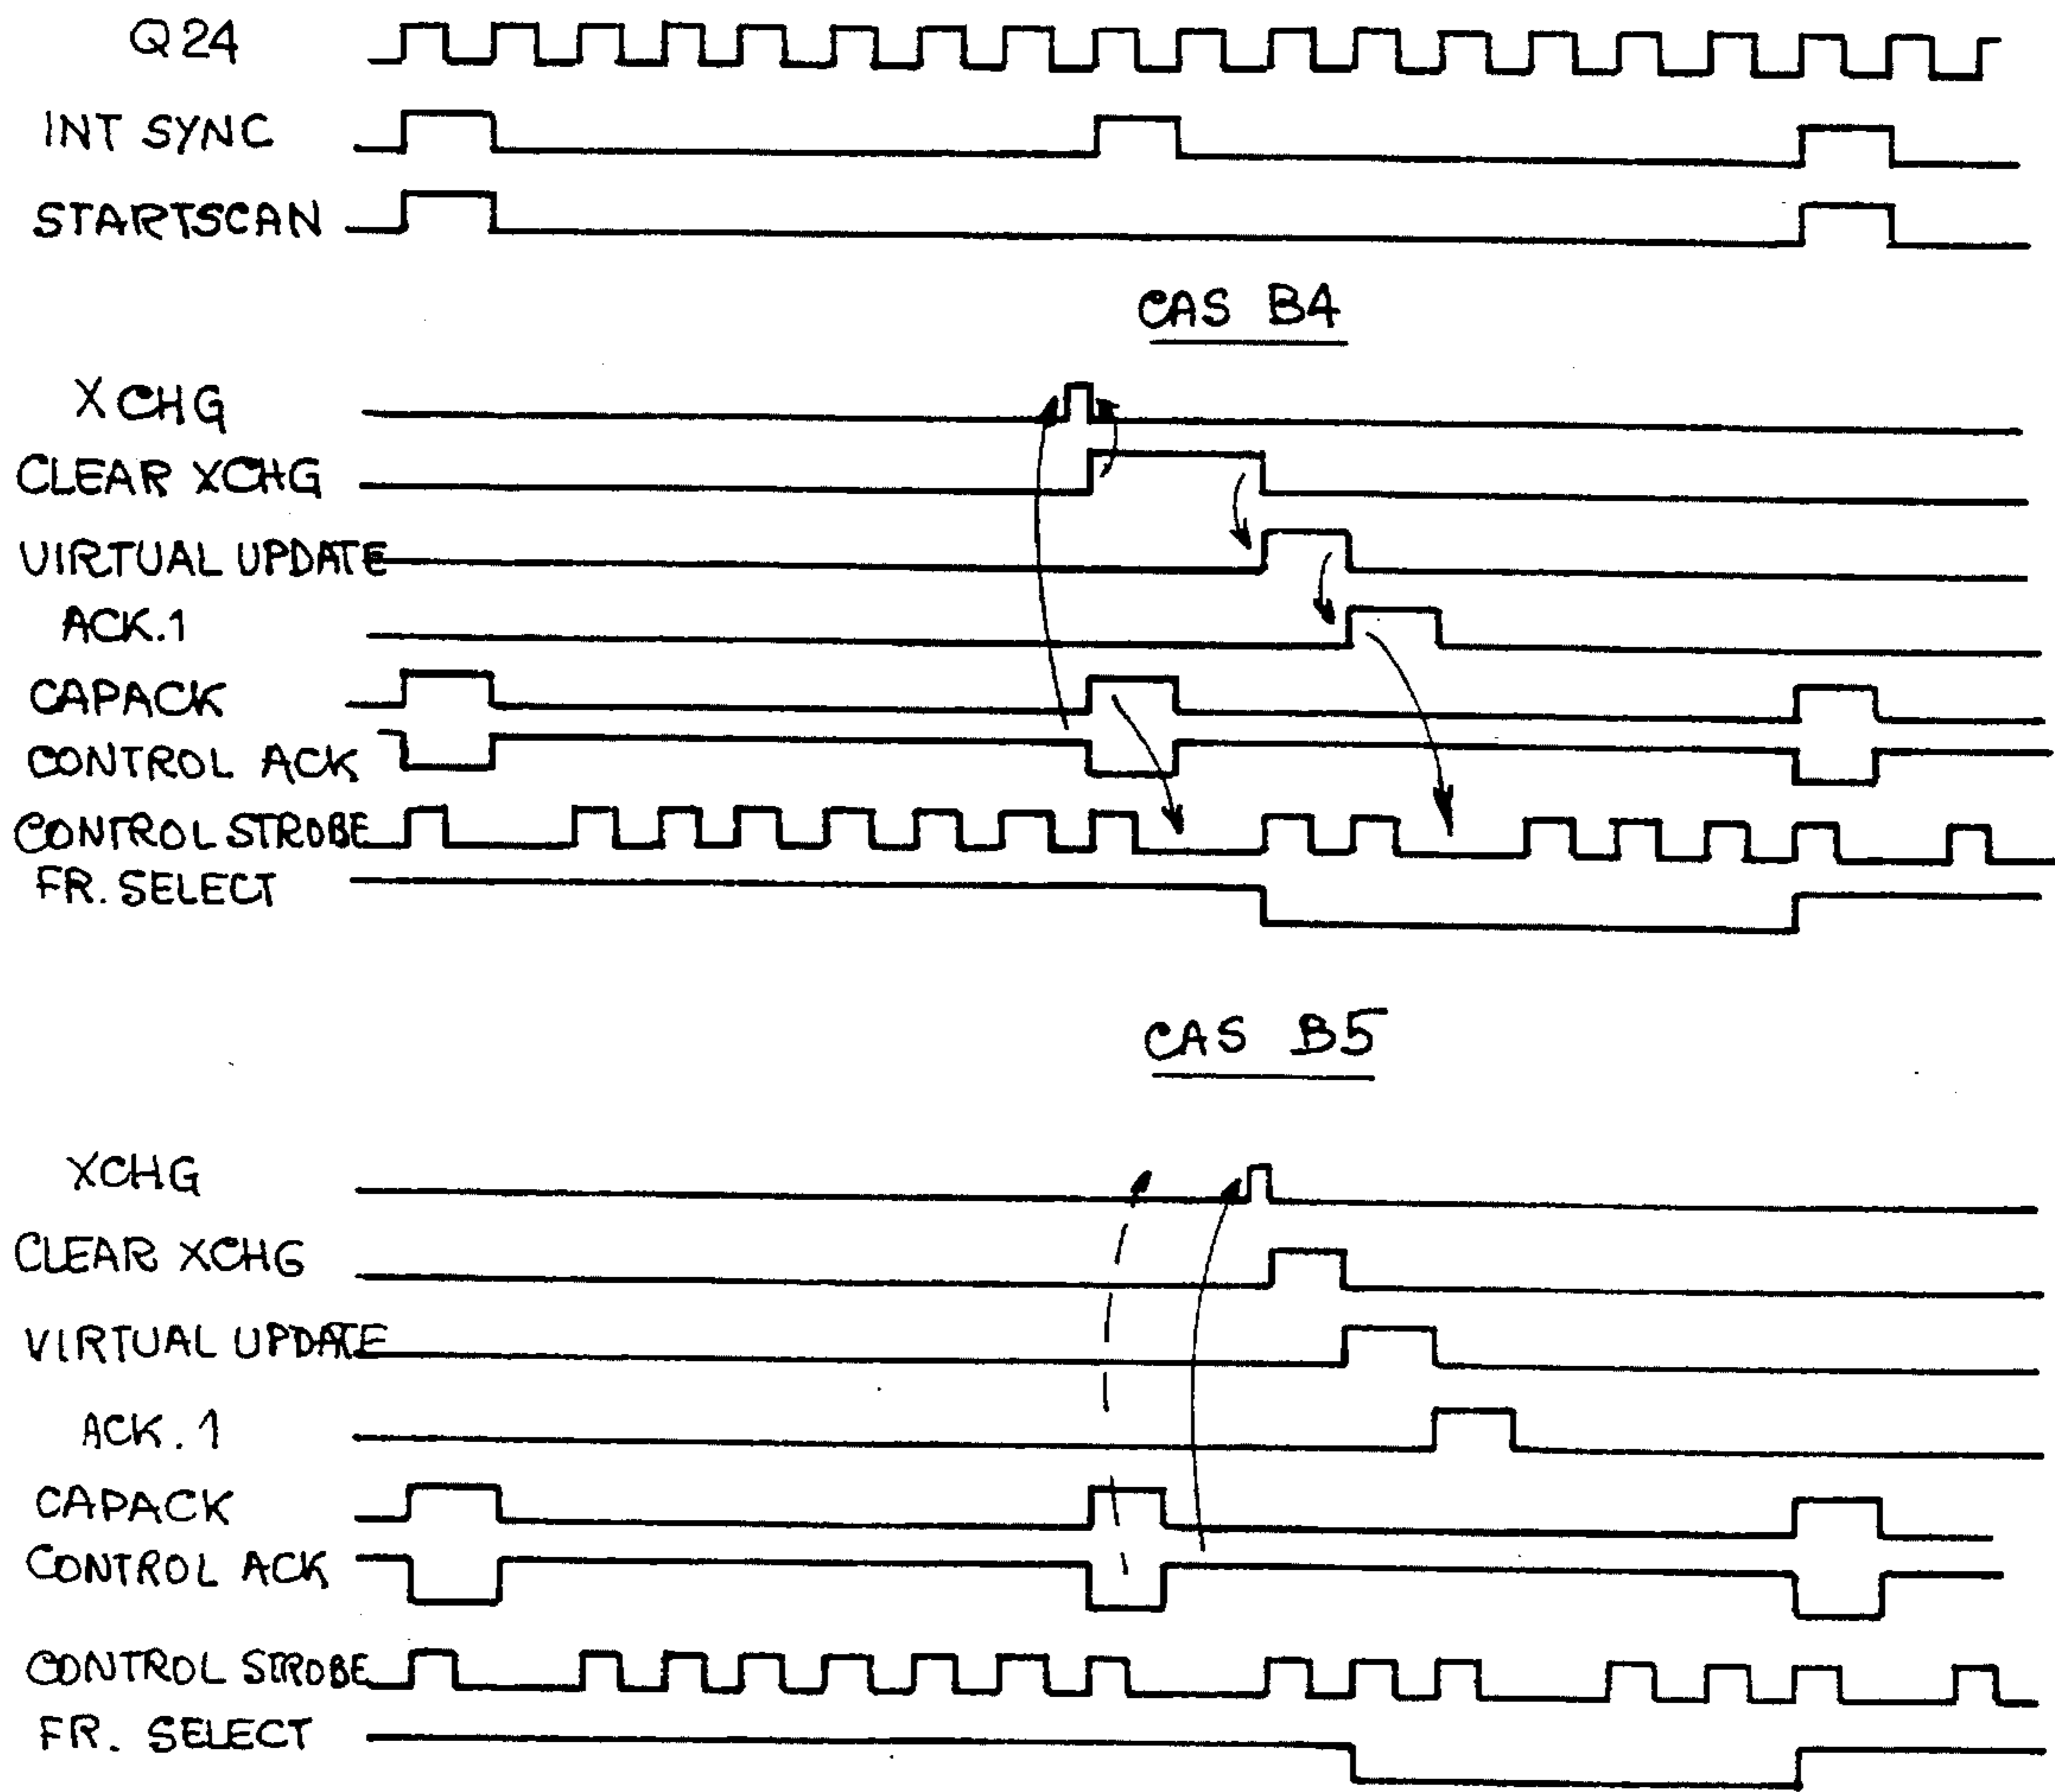 Q24
INT SYNC
STARTSCAN
CAS B4
XCHG
CLEAR XCHG
VIRTUAL UPDATE
ACK.1
CAPACK
CONTROL ACK
CONTROL STROBE
FR. SELECT
CAS B5
XCHG
CLEAR XCHG
VIRTUAL UPDATE
ACK.1
CAPACK
CONTROL ACK
CONTROL STROBE
FR. SELECT